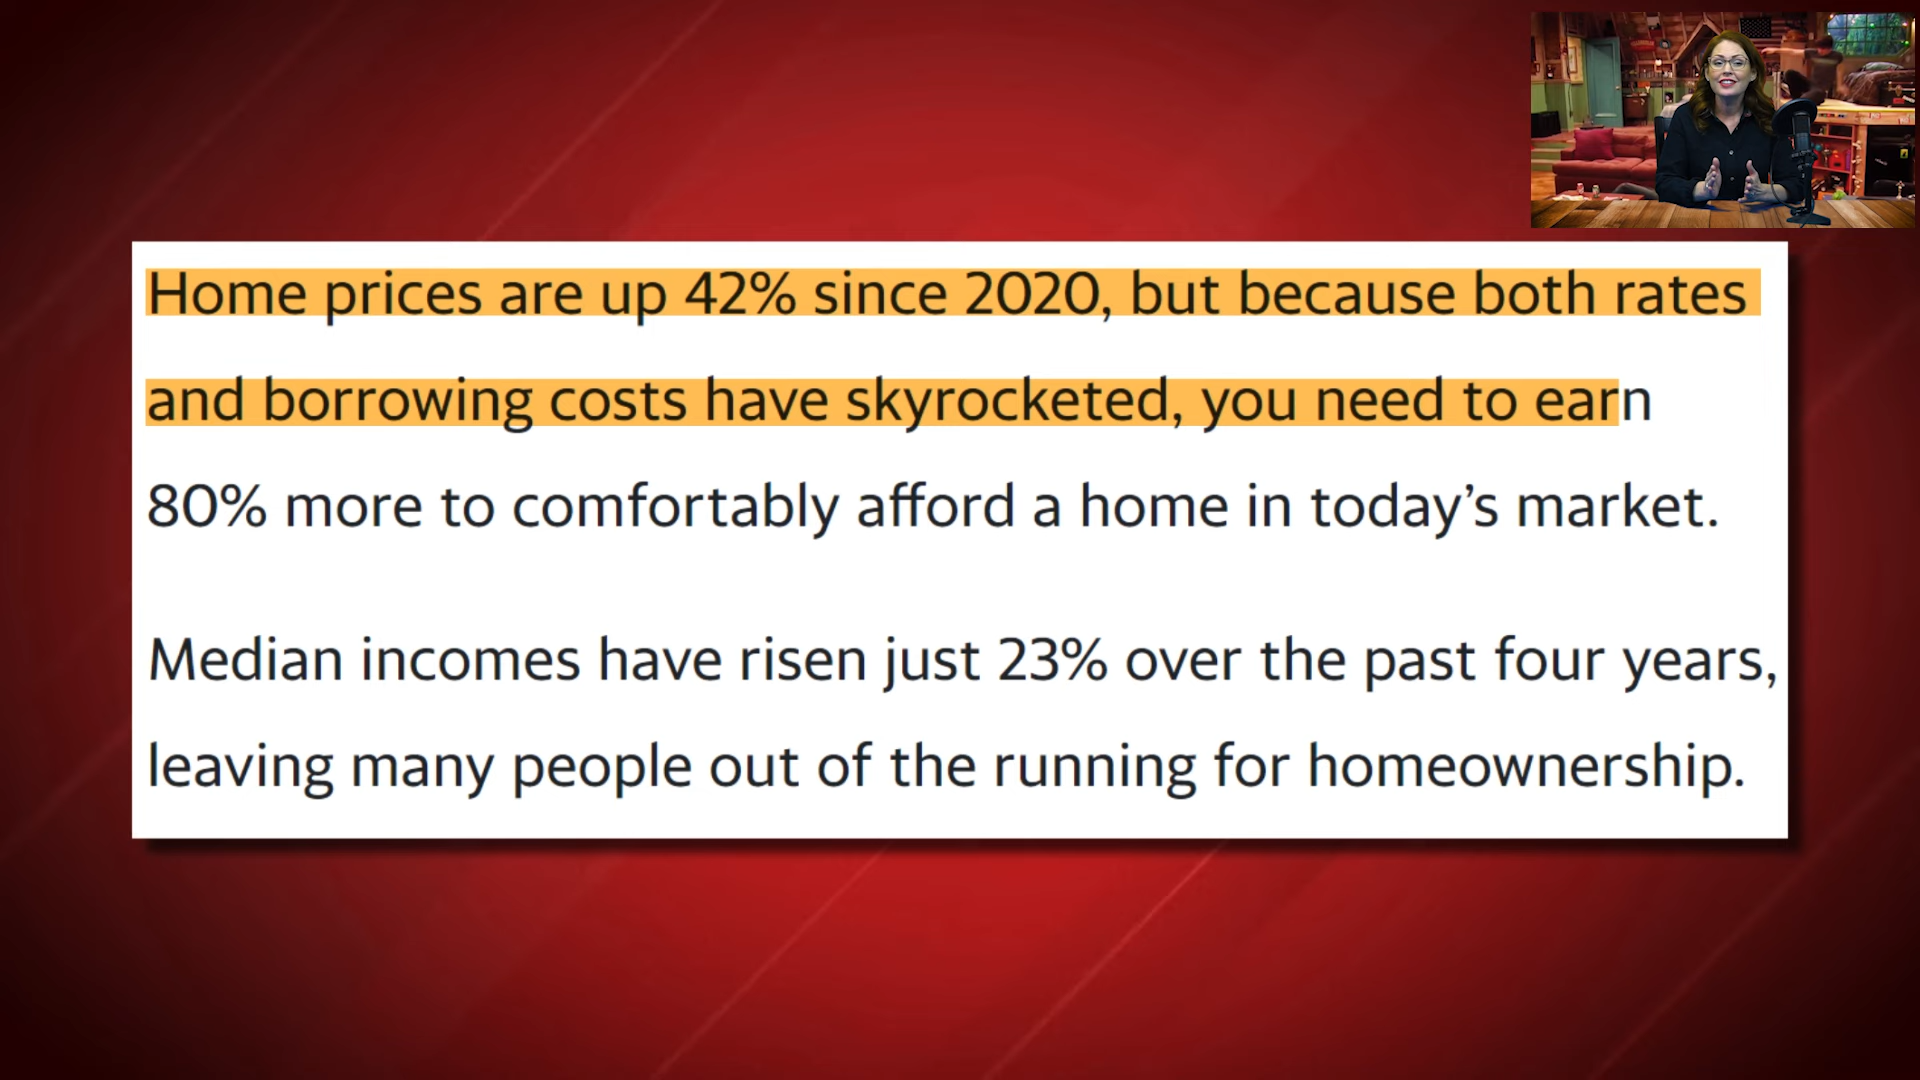 Home prices are up 42% since 2020, but because both rates
and borrowing costs have skyrocketed, you need to earn
80% more to comfortably afford a home in today’s market.
Median incomes have risen just 23% over the past four years,
leaving many people out of the running for homeownership.